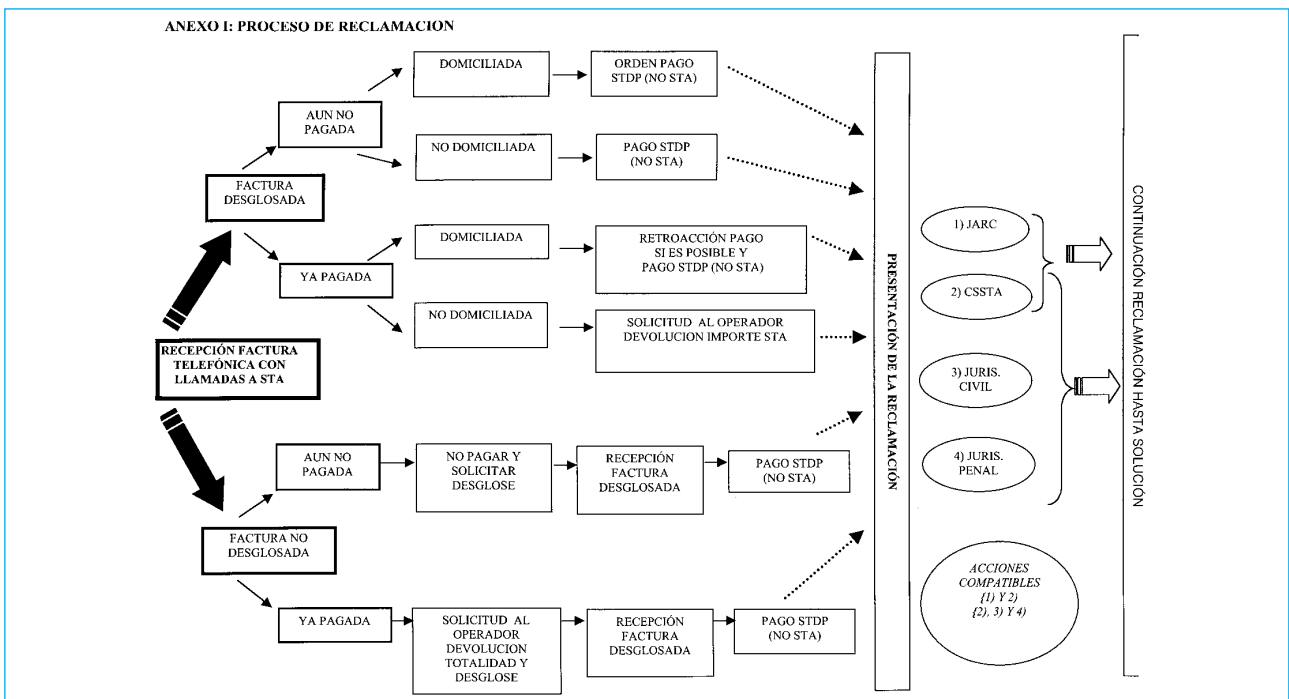 ANEXO I: PROCESO DE RECLAMACION
DOMICILIADA
ORDEN PAGO
STDP (NO STA)
AUN NO
PAGADA
NO DOMICILIADA
PAGO STDP
(NO STA)
FACTURA
DESGLOSADA
DOMICILIADA
RETROACCIÓN PAGO
SI ES POSIBLE Y
PAGO STDP (NO STA)
YA PAGADA
NO DOMICILIADA
SOLICITUD AL OPERADOR
DEVOLUCION IMPORTE STA
RECEPCIÓN FACTURA
TELEFÓNICA CON
LLAMADAS A STA
AUN NO
PAGADA
NO PAGAR Y
SOLICITAR
DESGLOSE
RECEPCIÓN
FACTURA
DESGLOSADA
PAGO STDP
(NO STA)
FACTURA NO
DESGLOSADA
YA PAGADA
SOLICITUD AL
OPERADOR
DEVOLUCION
TOTALIDAD Y
DESGLOSE
RECEPCIÓN
FACTURA
DESGLOSADA
PAGO STDP
(NO STA)
PRESENTACIÓN DE LA RECLAMACIÓN
1) JARC
2) CSSTA
3) JURIS.
CIVIL
4) JURIS.
PENAL
ACCIONES
COMPATIBLES
{1) Y 2)
{2), 3) Y 4)
CONTINUACIÓN RECLAMACIÓN HASTA SOLUCIÓN